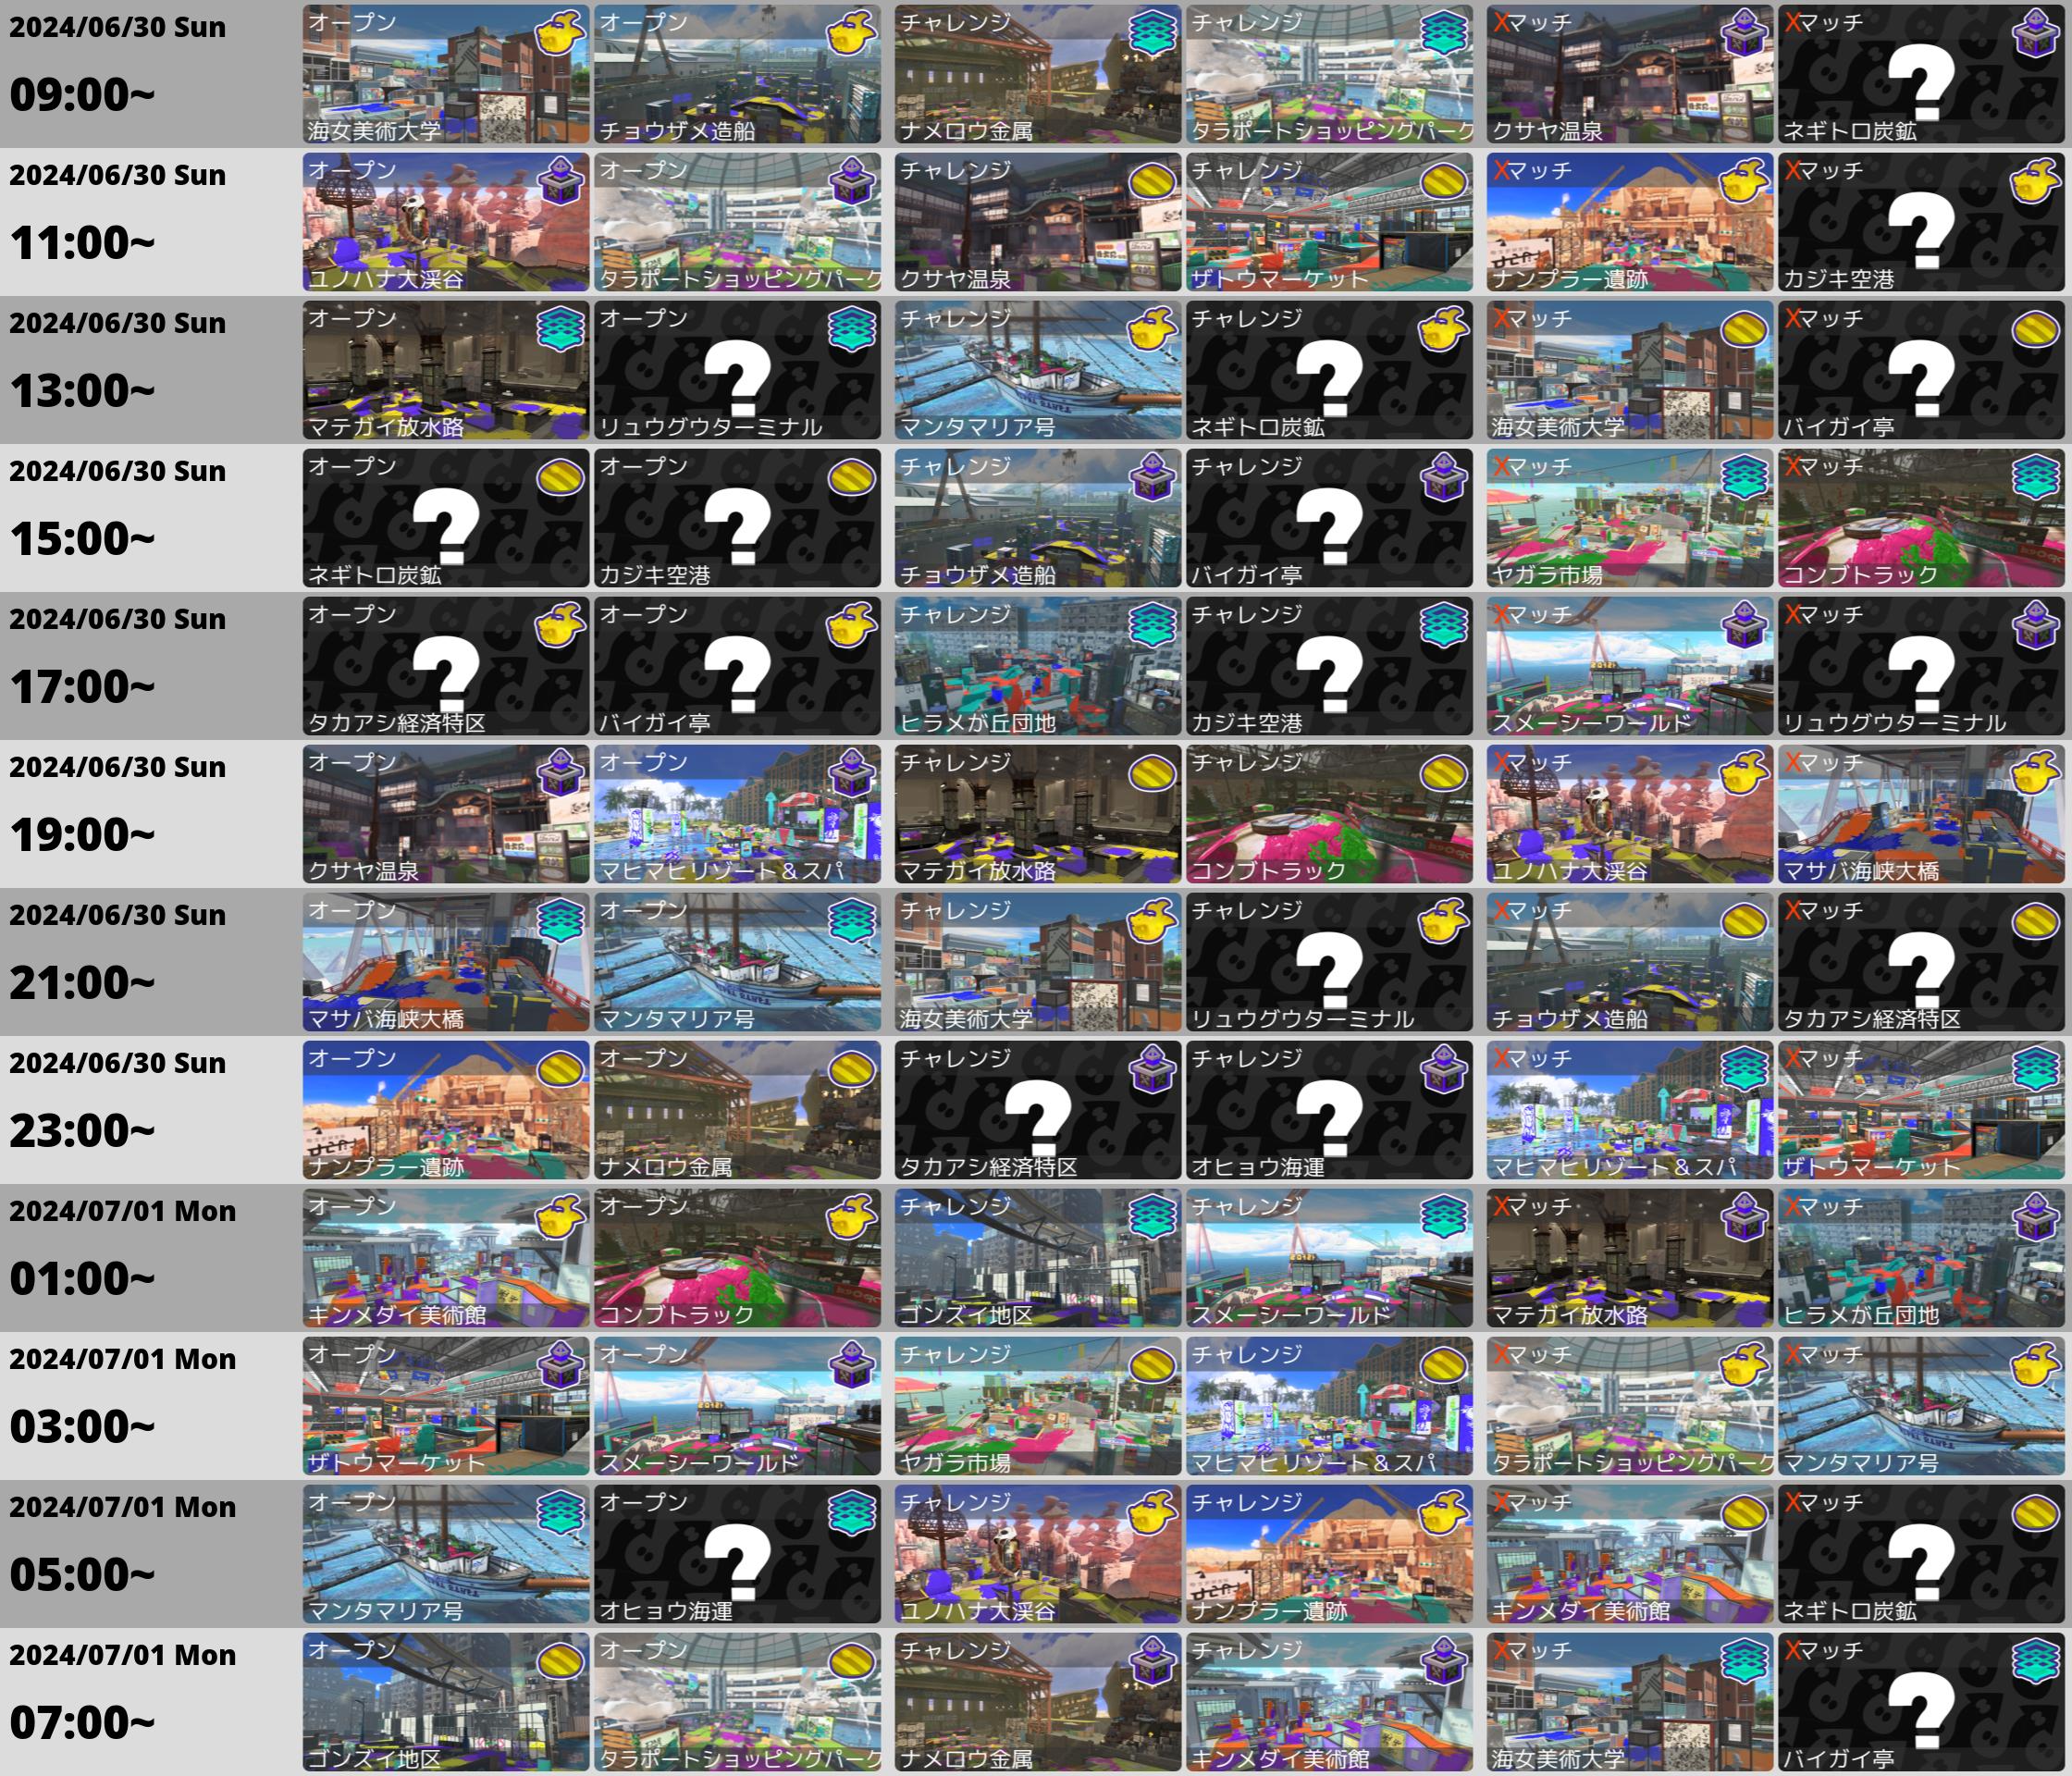 2024/06/30 Sun
09:00~
オープン オープン チャレンジ チャレンジ Xマッチ Xマッチ
海女美術大学 チョウザメ造船 ナメロウ金属 タラポートショッピングパーク クサヤ温泉 ネギトロ炭鉱
2024/06/30 Sun
11:00~
オープン オープン チャレンジ チャレンジ Xマッチ Xマッチ
ユノハナ大渓谷 タラポートショッピングパーク クサヤ温泉 ザトウマーケット ナンプラー遺跡 カジキ空港
2024/06/30 Sun
13:00~
オープン オープン チャレンジ チャレンジ Xマッチ Xマッチ
マテガイ放水路 リュウグウターミナル マンタマリア号 ネギトロ炭鉱 海女美術大学 バイガイ亭
2024/06/30 Sun
15:00~
オープン オープン チャレンジ チャレンジ Xマッチ Xマッチ
ネギトロ炭鉱 カジキ空港 チョウザメ造船 バイガイ亭 ヤガラ市場 コンブトラック
2024/06/30 Sun
17:00~
オープン オープン チャレンジ チャレンジ Xマッチ Xマッチ
タカアシ経済特区 バイガイ亭 ヒラメが丘団地 カジキ空港 スメーシーワールド リュウグウターミナル
2024/06/30 Sun
19:00~
オープン オープン チャレンジ チャレンジ Xマッチ Xマッチ
クサヤ温泉 マヒマヒリゾート&スパ マテガイ放水路 コンブトラック ユノハナ大渓谷 マサバ海峡大橋
2024/06/30 Sun
21:00~
オープン オープン チャレンジ チャレンジ Xマッチ Xマッチ
マサバ海峡大橋 マンタマリア号 海女美術大学 リュウグウターミナル チョウザメ造船 タカアシ経済特区
2024/06/30 Sun
23:00~
オープン オープン チャレンジ チャレンジ Xマッチ Xマッチ
ナンプラー遺跡 ナメロウ金属 タカアシ経済特区 オヒョウ海運 マヒマヒリゾート&スパ ザトウマーケット
2024/07/01 Mon
01:00~
オープン オープン チャレンジ チャレンジ Xマッチ Xマッチ
キンメダイ美術館 コンブトラック ゴンズイ地区 スメーシーワールド マテガイ放水路 ヒラメが丘団地
2024/07/01 Mon
03:00~
オープン オープン チャレンジ チャレンジ Xマッチ Xマッチ
ザトウマーケット スメーシーワールド ヤガラ市場 マヒマヒリゾート&スパ タラポートショッピングパーク マンタマリア号
2024/07/01 Mon
05:00~
オープン オープン チャレンジ チャレンジ Xマッチ Xマッチ
マンタマリア号 オヒョウ海運 ユノハナ大渓谷 ナンプラー遺跡 キンメダイ美術館 ネギトロ炭鉱
2024/07/01 Mon
07:00~
オープン オープン チャレンジ チャレンジ Xマッチ Xマッチ
ゴンズイ地区 タラポートショッピングパーク ナメロウ金属 キンメダイ美術館 海女美術大学 バイガイ亭